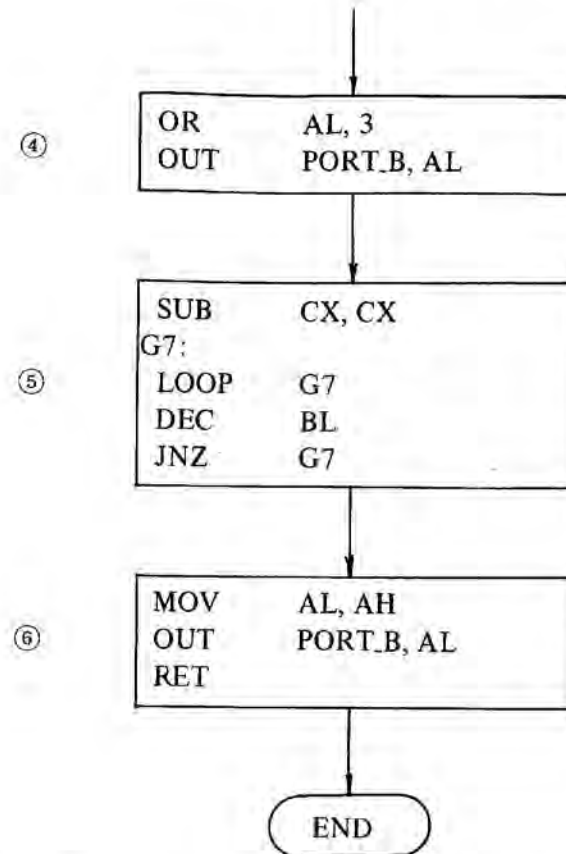 ④
OR AL, 3
OUT PORT_B, AL
⑤
SUB CX, CX
G7:
LOOP G7
DEC BL
JNZ G7
⑥
MOV AL, AH
OUT PORT_B, AL
RET
END